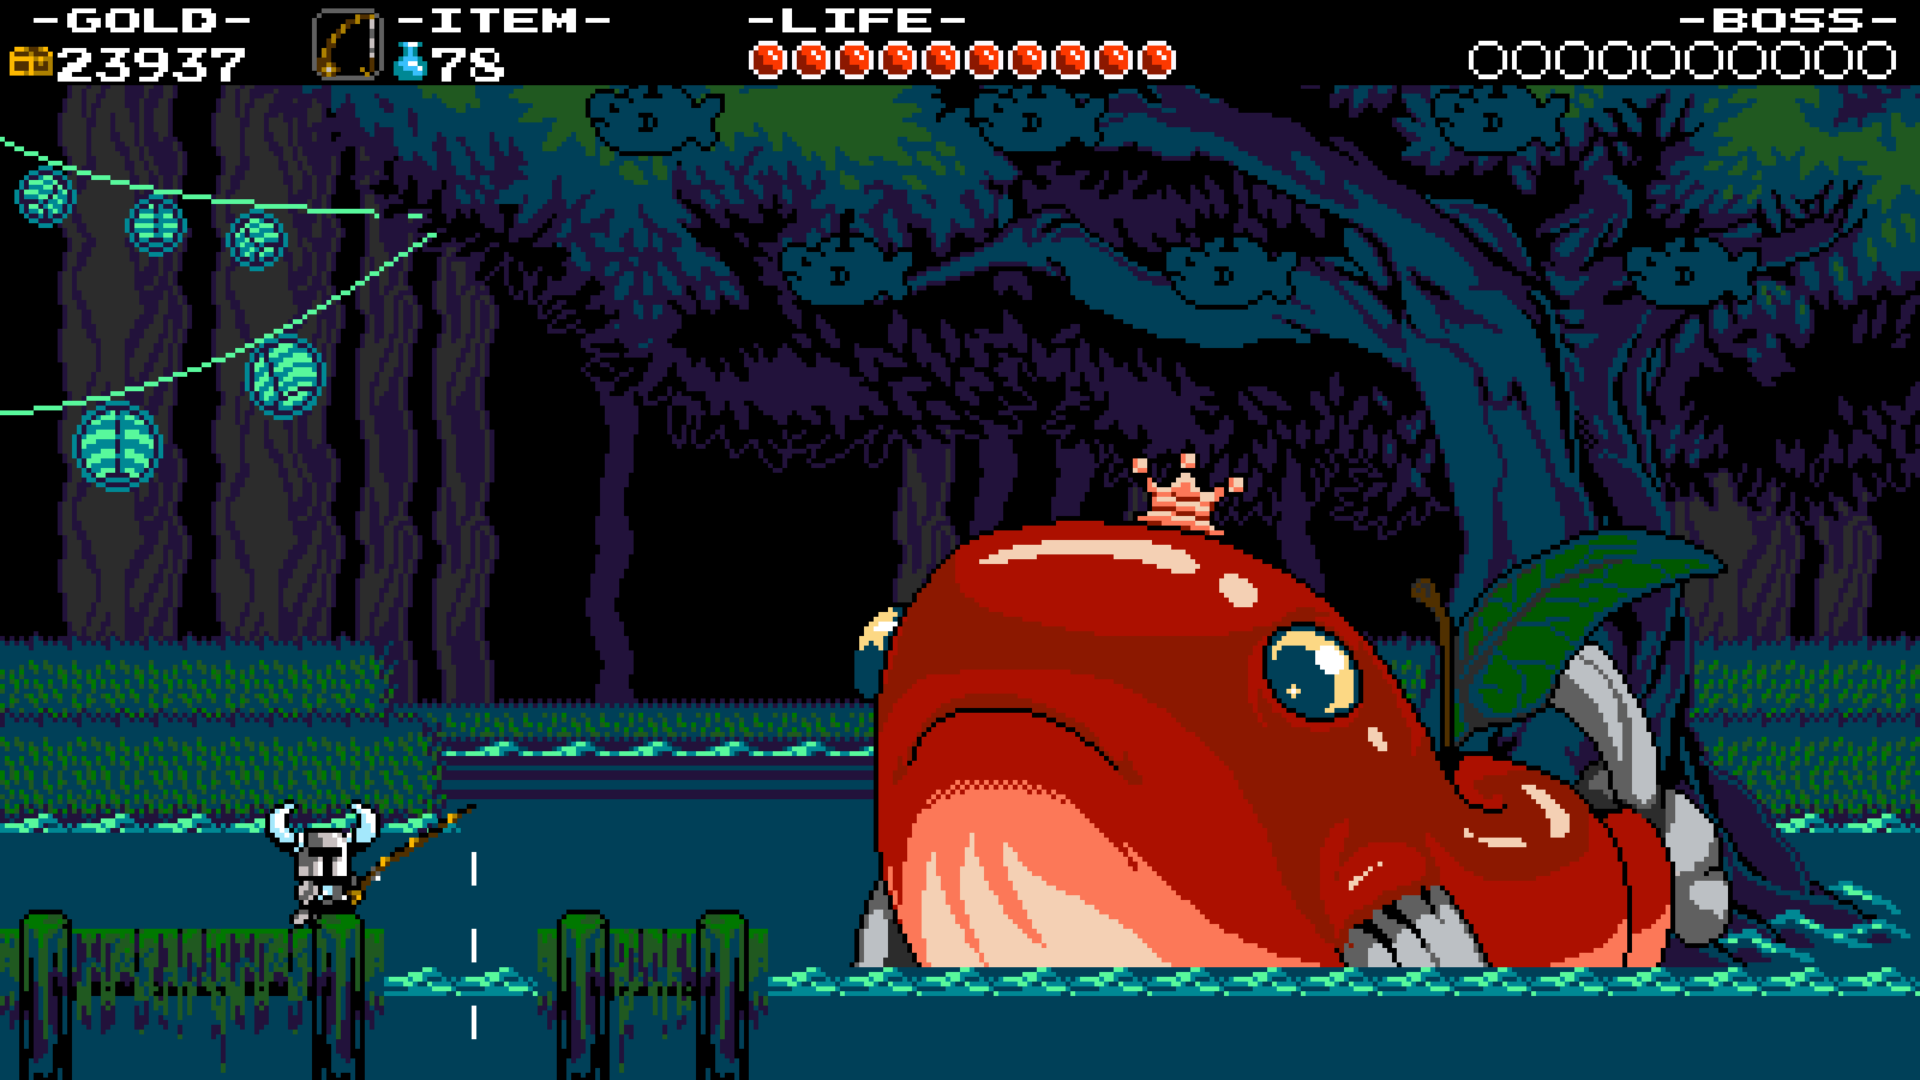 -GOLD- -ITEM- -LIFE- -BOSS-
23937 78
D D D
D D D